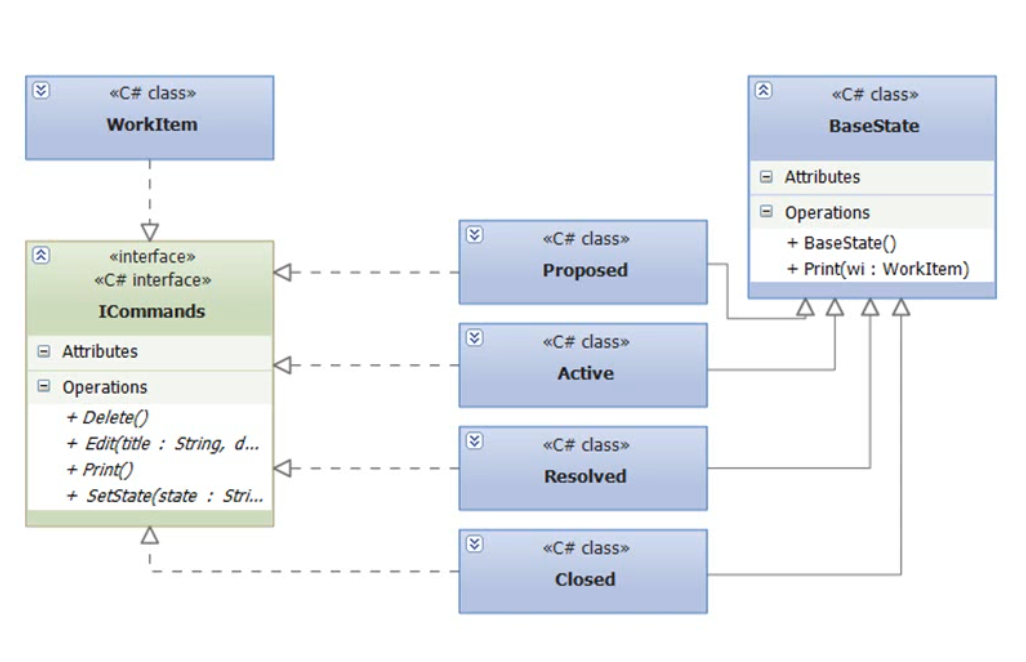 «C# class»
WorkItem
«interface»
«C# interface»
ICommands
Attributes
Operations
+ Delete()
+ Edit(title : String, d...
+ Print()
+ SetState(state : Stri...
«C# class»
Proposed
«C# class»
Active
«C# class»
Resolved
«C# class»
Closed
«C# class»
BaseState
Attributes
Operations
+ BaseState()
+ Print(wi : WorkItem)